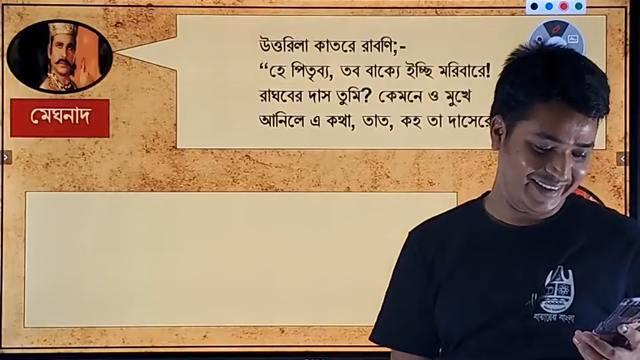 উত্তরিলা কাতরে রাবণি;-
“হে পিতৃব্য, তব বাক্যে ইচ্ছি মরিবারে!
রাঘবের দাস তুমি? কেমনে ও মুখে
আনিলে এ কথা, তাত, কহ তা দাসেরে
মেঘনাদ
বাংলা